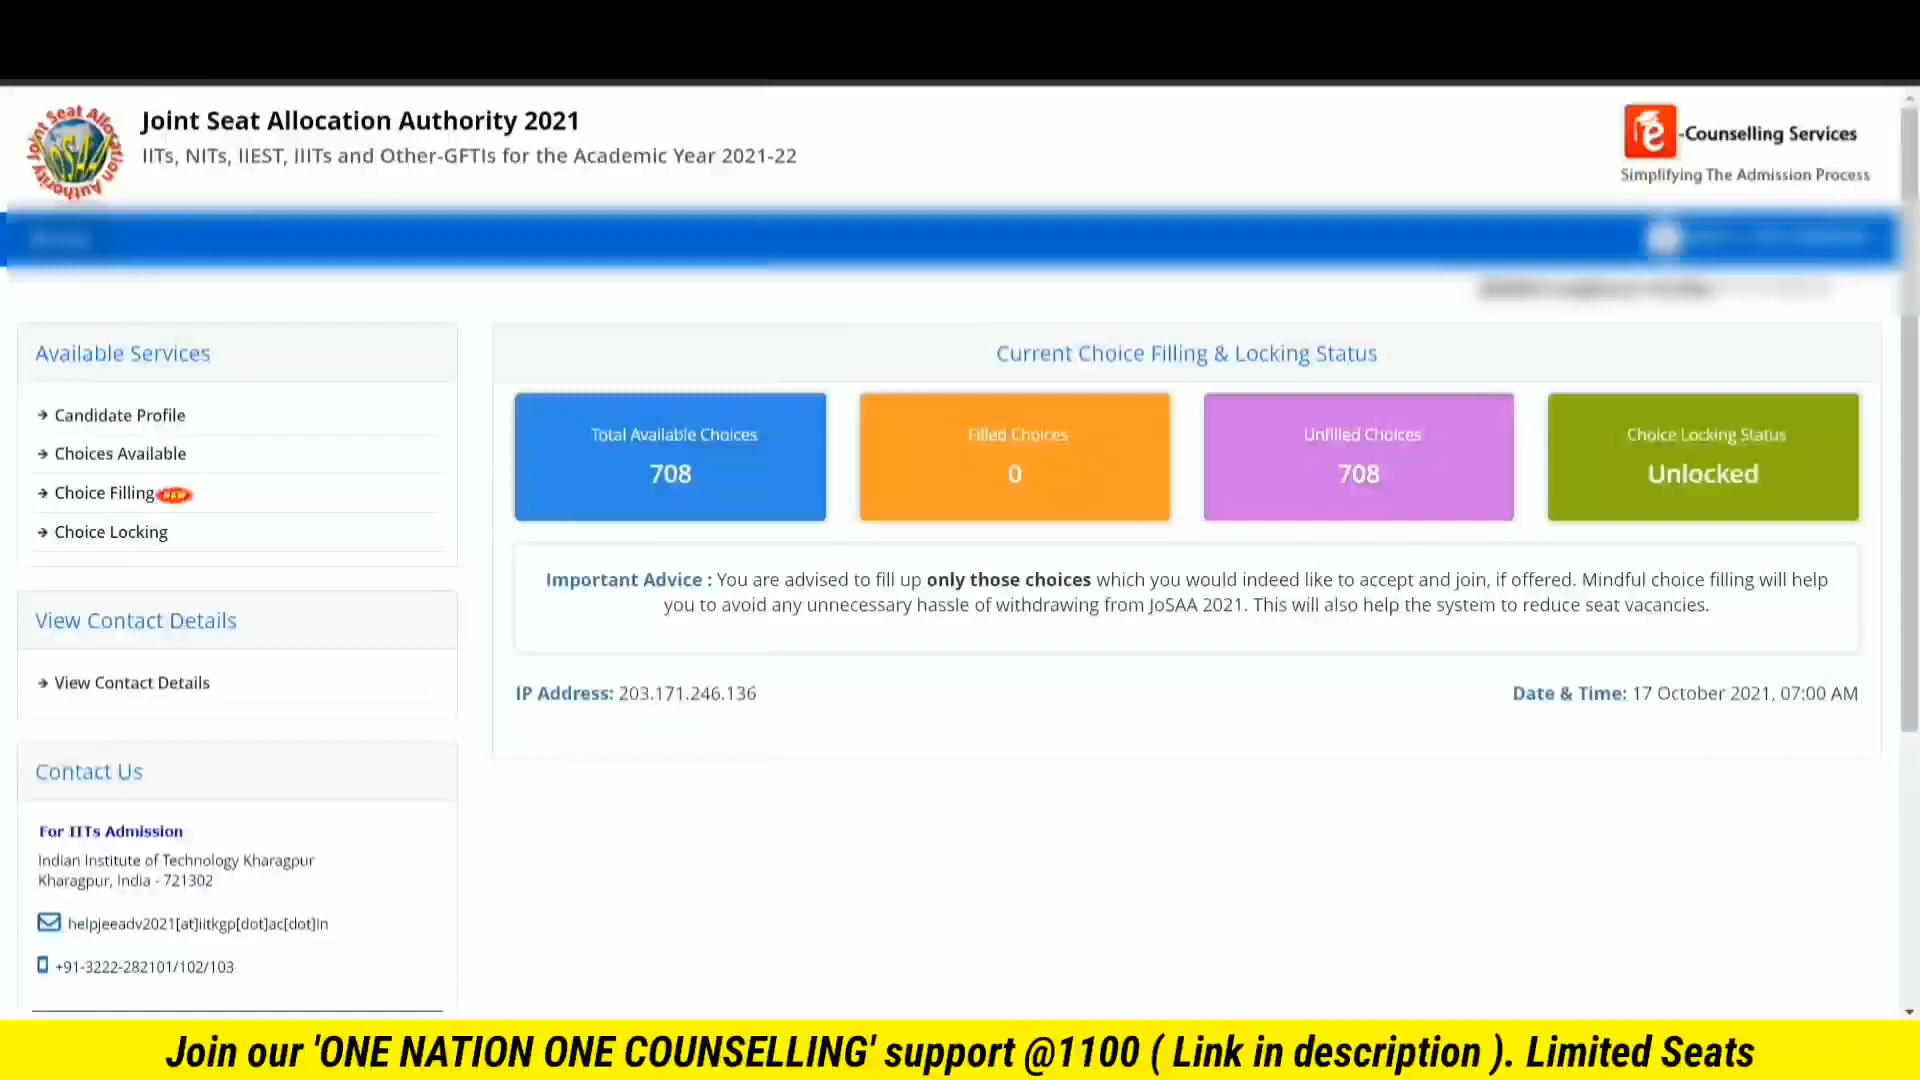 Joint Seat Allocation Authority
JoSAA
Joint Seat Allocation Authority 2021
IITs, NITs, IIEST, IIITs and Other-GFTIs for the Academic Year 2021-22
e-Counselling Services
Simplifying The Admission Process
Available Services
Candidate Profile
Choices Available
Choice Filling NEW
Choice Locking
View Contact Details
View Contact Details
Contact Us
For IITs Admission
Indian Institute of Technology Kharagpur
Kharagpur, India - 721302
helpjeeadv2021[at]iitkgp[dot]ac[dot]in
+91-3222-282101/102/103
Current Choice Filling & Locking Status
Total Available Choices
708
Filled Choices
0
Unfilled Choices
708
Choice Locking Status
Unlocked
Important Advice : You are advised to fill up only those choices which you would indeed like to accept and join, if offered. Mindful choice filling will help
you to avoid any unnecessary hassle of withdrawing from JoSAA 2021. This will also help the system to reduce seat vacancies.
IP Address: 203.171.246.136
Date & Time: 17 October 2021, 07:00 AM
Join our 'ONE NATION ONE COUNSELLING' support @1100 ( Link in description ). Limited Seats